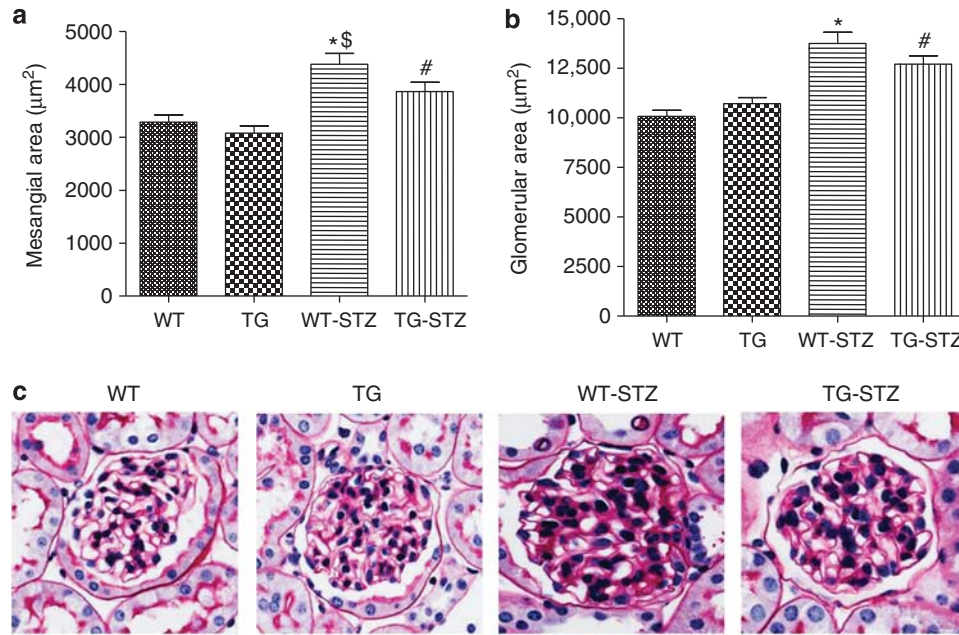 a
Mesangial area (μm²)
5000
4000
3000
2000
1000
0
*$
#
WT
TG
WT-STZ
TG-STZ
b
Glomerular area (μm²)
15,000
12,500
10,000
7500
5000
2500
0
*
#
WT
TG
WT-STZ
TG-STZ
c
WT
TG
WT-STZ
TG-STZ